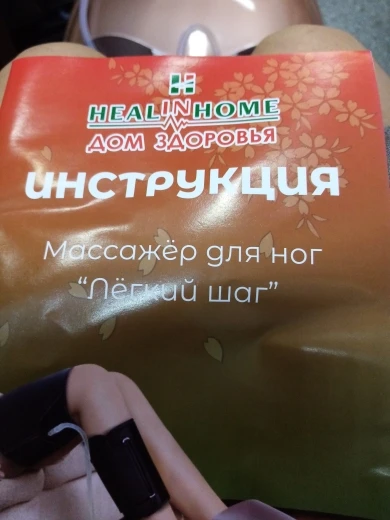 H
HEALINHOME
ДОМ ЗДОРОВЬЯ
ИНСТРУКЦИЯ
Массажёр для ног
“Лёгкий шаг”